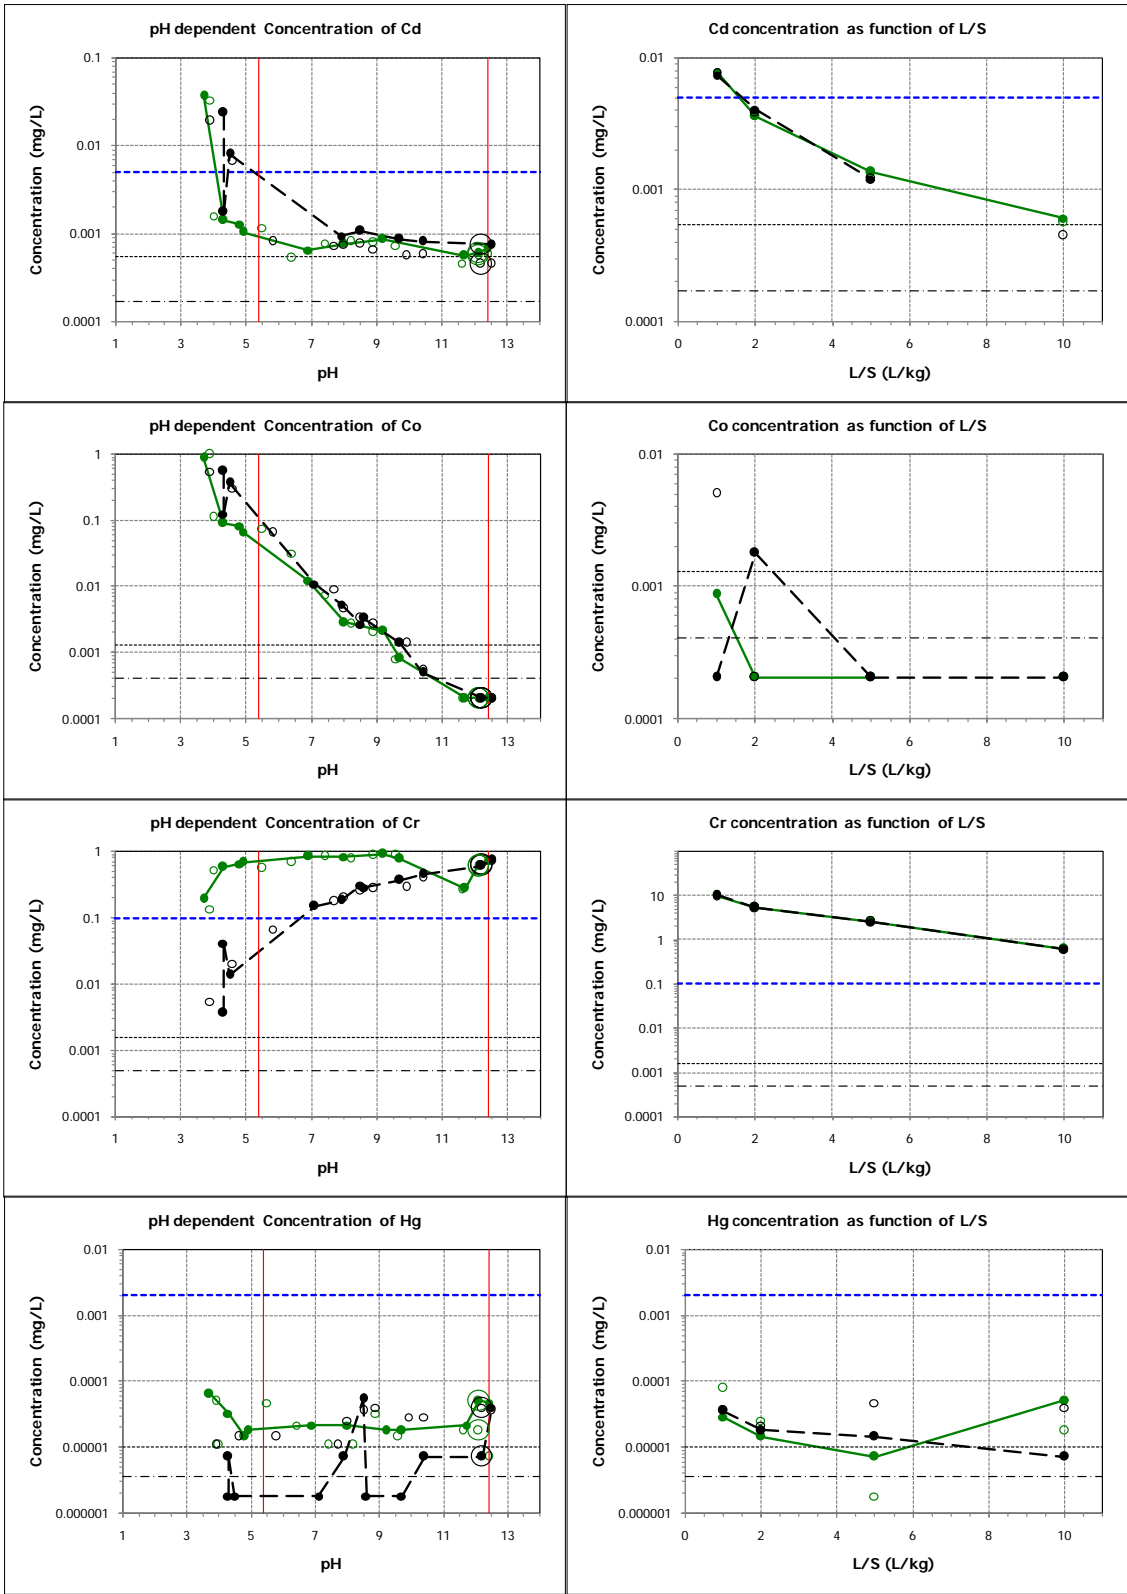 pH dependent Concentration of Cd
Concentration (mg/L)
0.1
0.01
0.001
0.0001
1 3 5 7 9 11 13
pH
Cd concentration as function of L/S
Concentration (mg/L)
0.01
0.001
0.0001
0 2 4 6 8 10
L/S (L/kg)
pH dependent Concentration of Co
Concentration (mg/L)
1
0.1
0.01
0.001
0.0001
1 3 5 7 9 11 13
pH
Co concentration as function of L/S
Concentration (mg/L)
0.01
0.001
0.0001
0 2 4 6 8 10
L/S (L/kg)
pH dependent Concentration of Cr
Concentration (mg/L)
1
0.1
0.01
0.001
0.0001
1 3 5 7 9 11 13
pH
Cr concentration as function of L/S
Concentration (mg/L)
10
1
0.1
0.01
0.001
0.0001
0 2 4 6 8 10
L/S (L/kg)
pH dependent Concentration of Hg
Concentration (mg/L)
0.01
0.001
0.0001
0.00001
0.000001
1 3 5 7 9 11 13
pH
Hg concentration as function of L/S
Concentration (mg/L)
0.01
0.001
0.0001
0.00001
0.000001
0 2 4 6 8 10
L/S (L/kg)